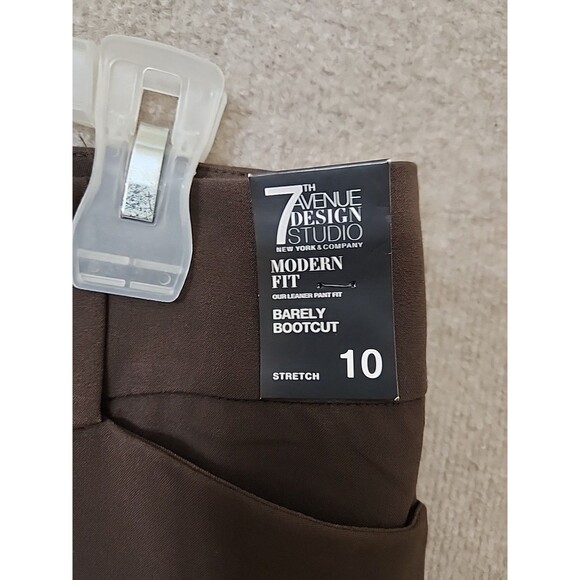 7TH
AVENUE
DESIGN
STUDIO
NEW YORK & COMPANY
MODERN
FIT
OUR LEANER PANT FIT
BARELY
BOOTCUT
STRETCH 10